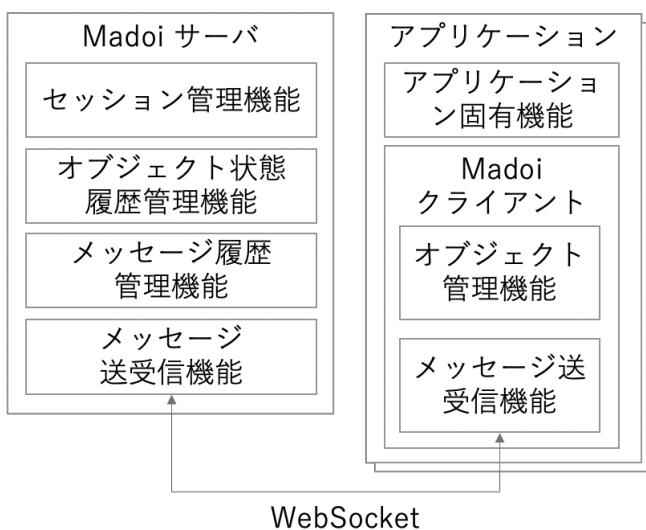 Madoi サーバ
セッション管理機能
オブジェクト状態
履歴管理機能
メッセージ履歴
管理機能
メッセージ
送受信機能
アプリケーション
アプリケーショ
ン固有機能
Madoi
クライアント
オブジェクト
管理機能
メッセージ送
受信機能
WebSocket